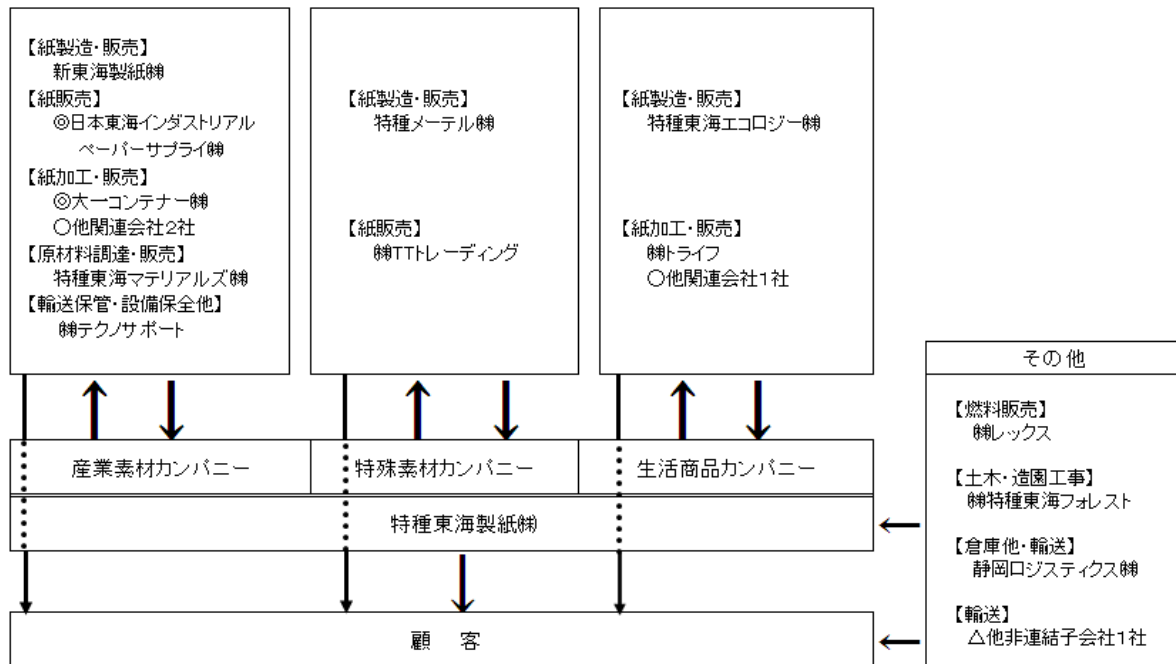 【紙製造・販売】
新東海製紙㈱
【紙販売】
◎日本東海インダストリアル
ペーパーサプライ㈱
【紙加工・販売】
◎大一コンテナー㈱
○他関連会社2社
【原材料調達・販売】
特種東海マテリアルズ㈱
【輸送保管・設備保全他】
㈱テクノサポート
【紙製造・販売】
特種メーテル㈱
【紙販売】
㈱TTトレーディング
【紙製造・販売】
特種東海エコロジー㈱
【紙加工・販売】
㈱トライフ
○他関連会社1社
産業素材カンパニー
特殊素材カンパニー
生活商品カンパニー
特種東海製紙㈱
顧 客
その他
【燃料販売】
㈱レックス
【土木・造園工事】
㈱特種東海フォレスト
【倉庫他・輸送】
静岡ロジスティクス㈱
【輸送】
△他非連結子会社1社